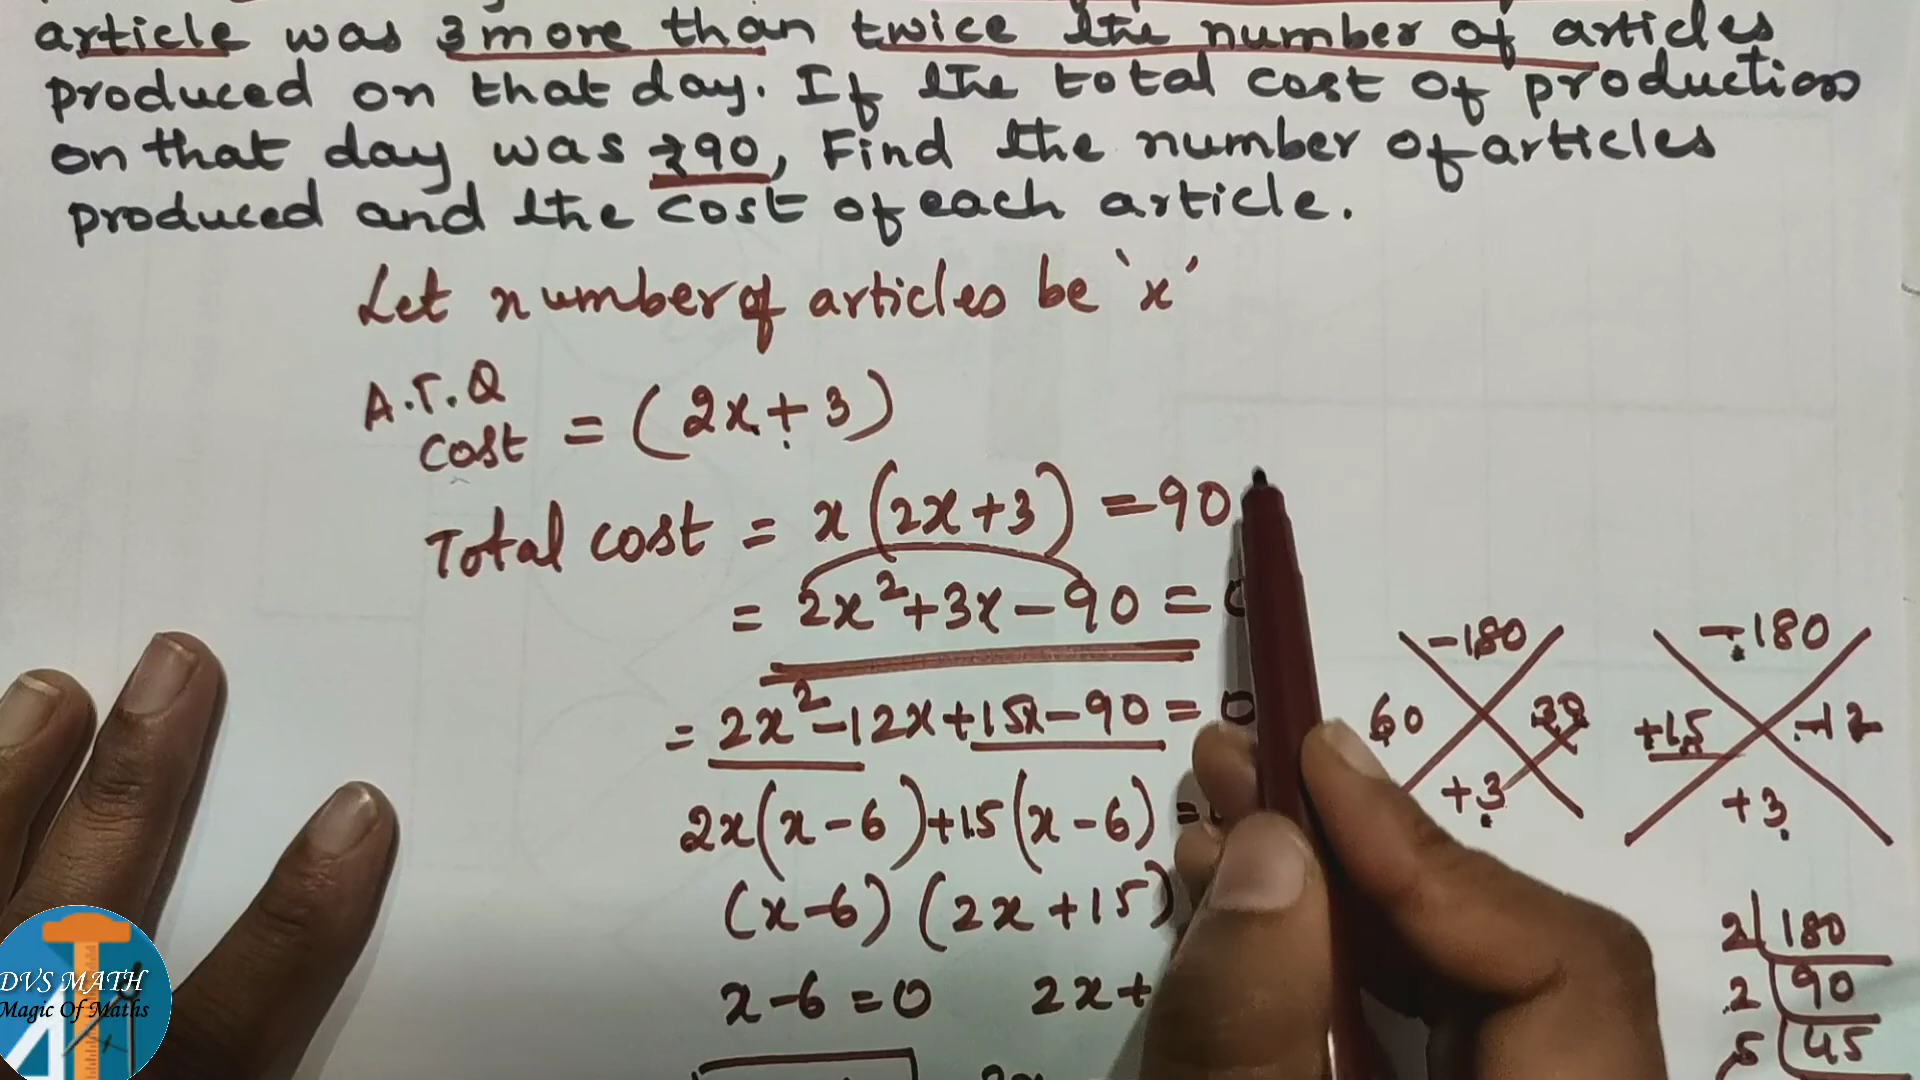 article was 3 more than twice the number of articles
produced on that day. If the total cost of production
on that day was ₹90, Find the number of articles
produced and the cost of each article.
Let number of articles be 'x'
A.T.Q
cost = (2x+3)
Total cost = x(2x+3) =90
= 2x²+3x-90=0
= 2x²-12x+15x-90=0
2x(x-6)+15(x-6)=
(x-6)(2x+15)
x-6=0 2x+
-180
60
+3
-180
+15 -12
+3
2 180
2 90
5 45
DVS MATH
Magic Of Maths